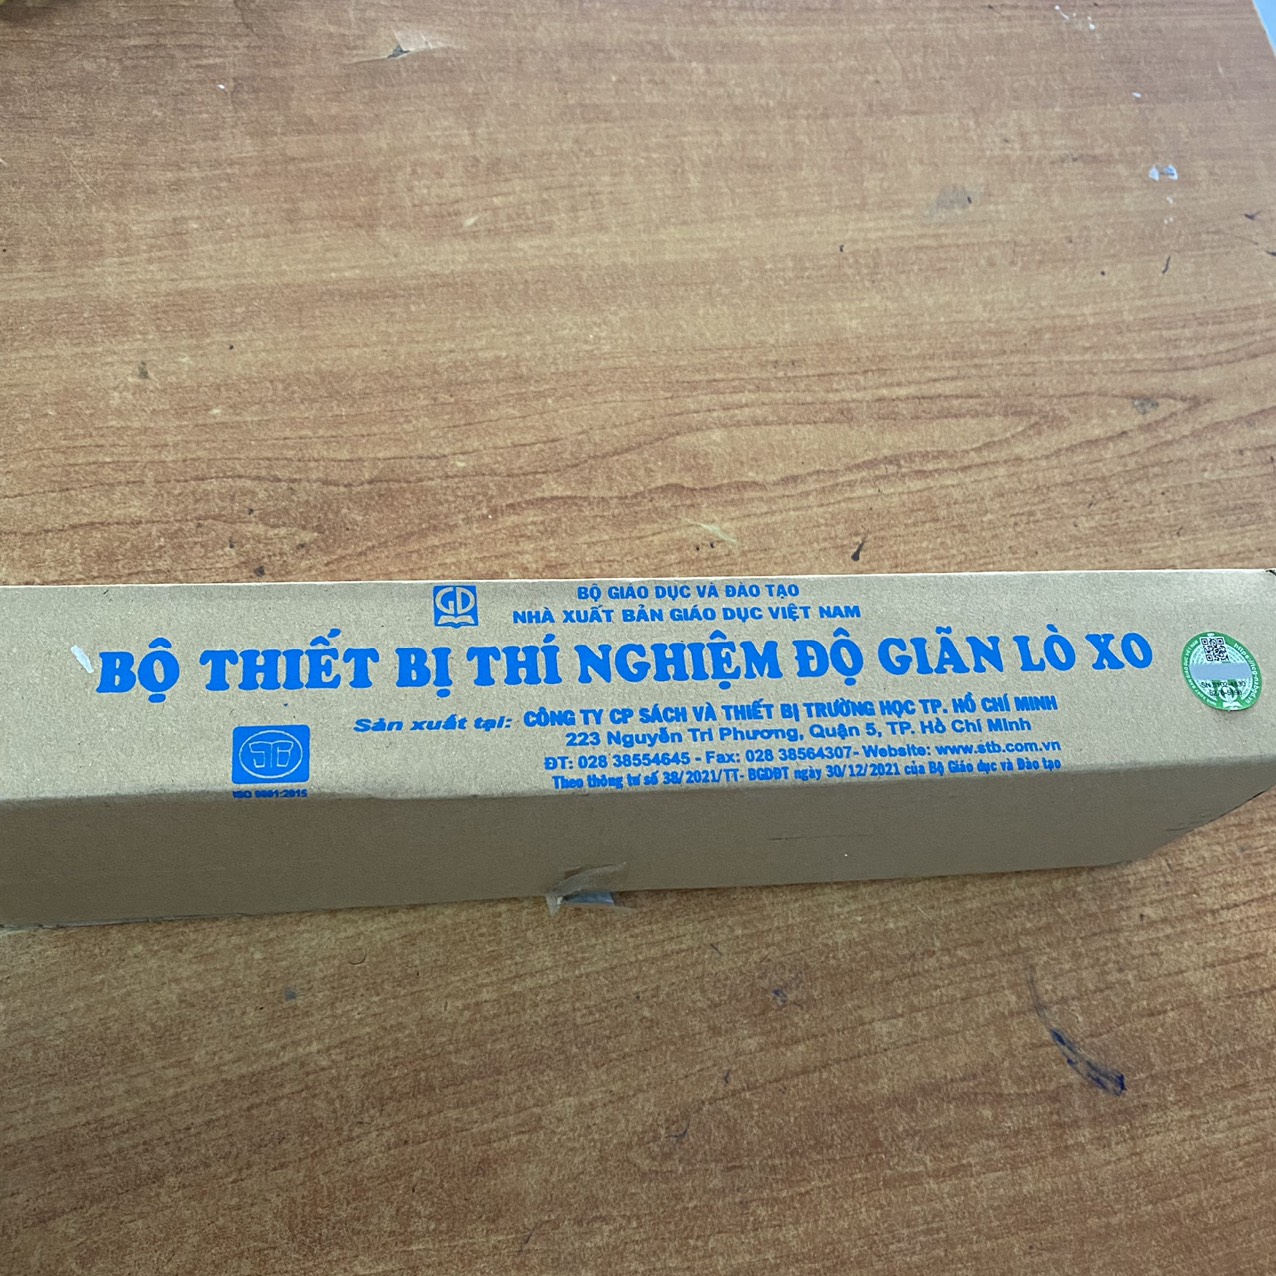 GD
BỘ GIÁO DỤC VÀ ĐÀO TẠO
NHÀ XUẤT BẢN GIÁO DỤC VIỆT NAM
BỘ THIẾT BỊ THÍ NGHIỆM ĐỘ GIÃN LÒ XO
Sản xuất tại: CÔNG TY CP SÁCH VÀ THIẾT BỊ TRƯỜNG HỌC TP. HỒ CHÍ MINH
223 Nguyễn Tri Phương, Quận 5, TP. Hồ Chí Minh
ĐT: 028 38554645 - Fax: 028 38564307- Website: www.stb.com.vn
Theo thông tư số 38/2021/TT- BGDĐT ngày 30/12/2021 của Bộ Giáo dục và Đào tạo
STB
ISO 9001:2015